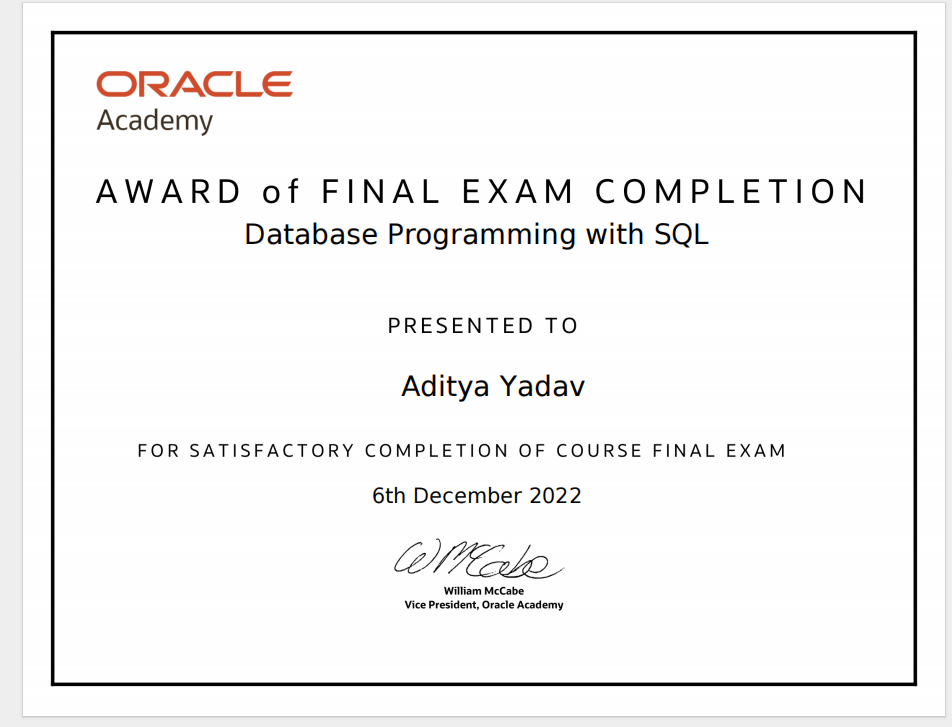 ORACLE
Academy
AWARD of FINAL EXAM COMPLETION
Database Programming with SQL
PRESENTED TO
Aditya Yadav
FOR SATISFACTORY COMPLETION OF COURSE FINAL EXAM
6th December 2022
W McCabe
William McCabe
Vice President, Oracle Academy